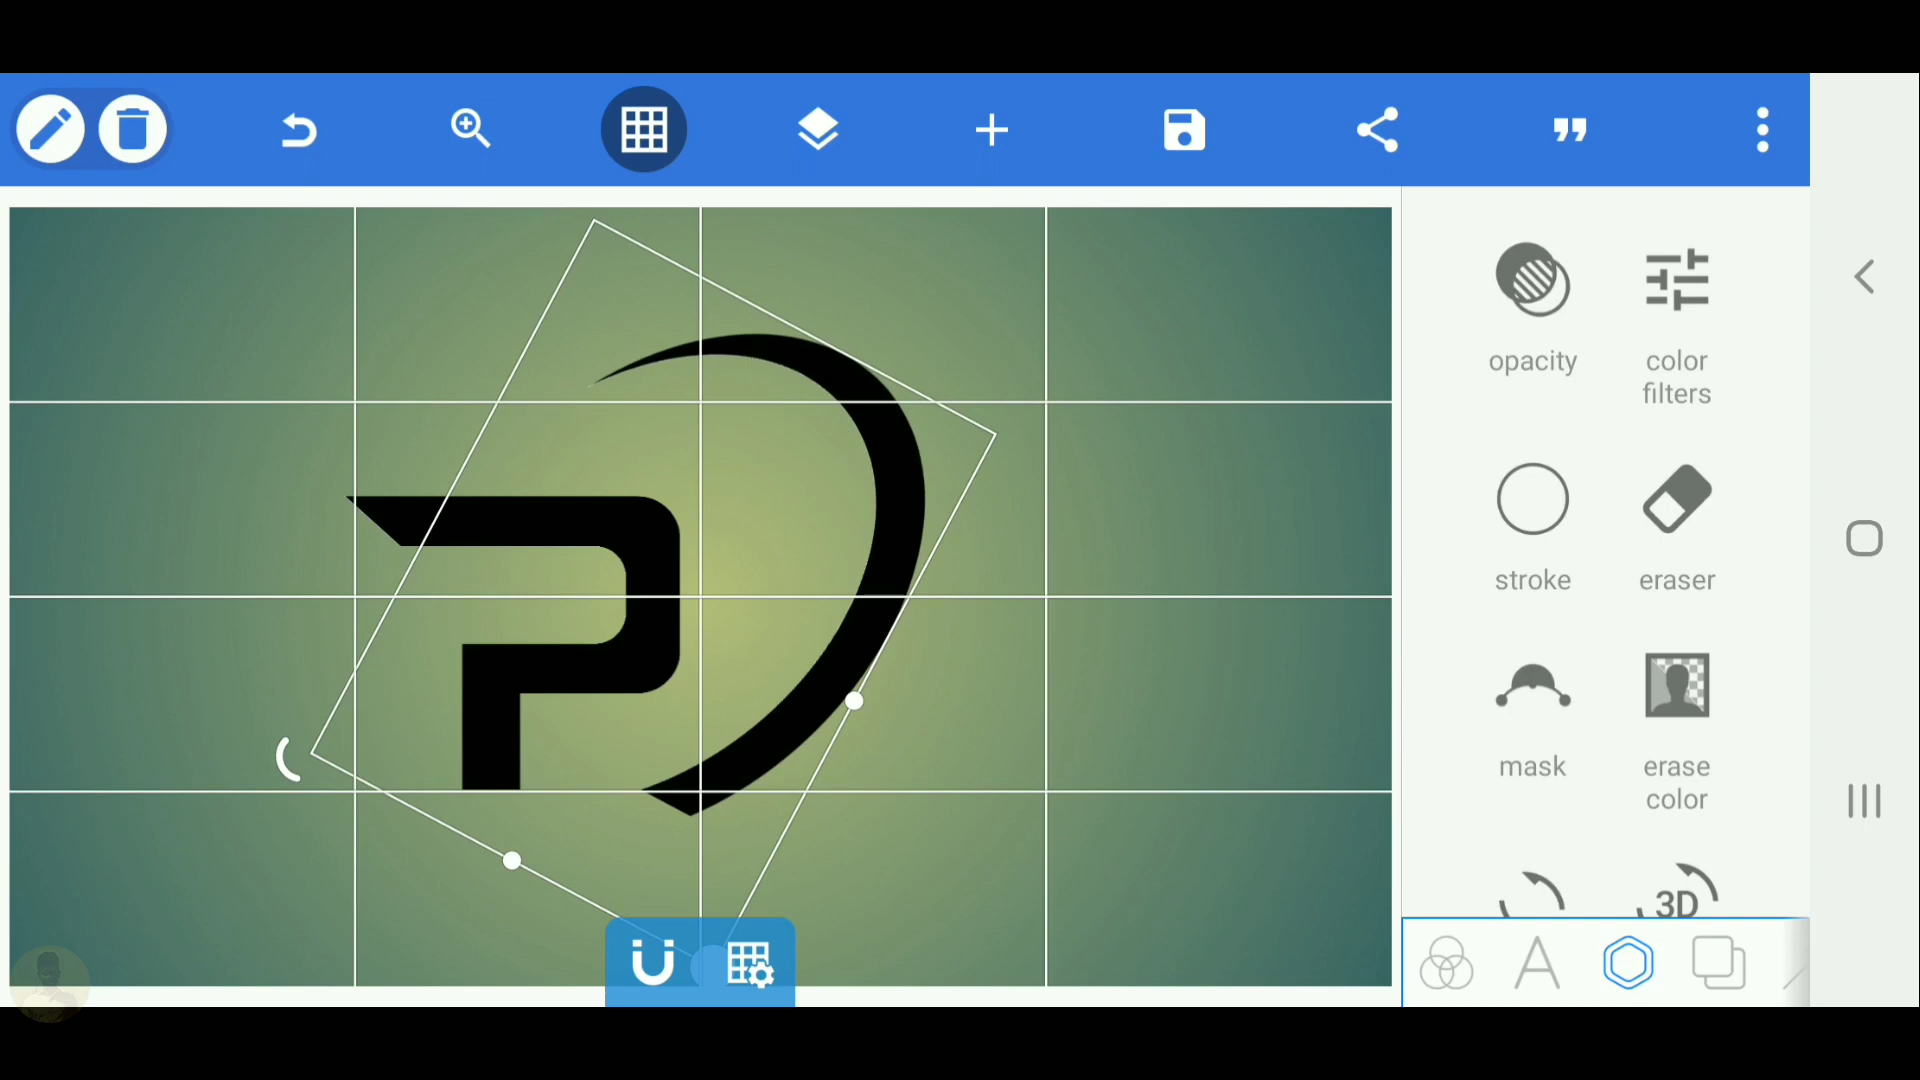 opacity
color
filters
stroke
eraser
mask
erase
color
3D
P